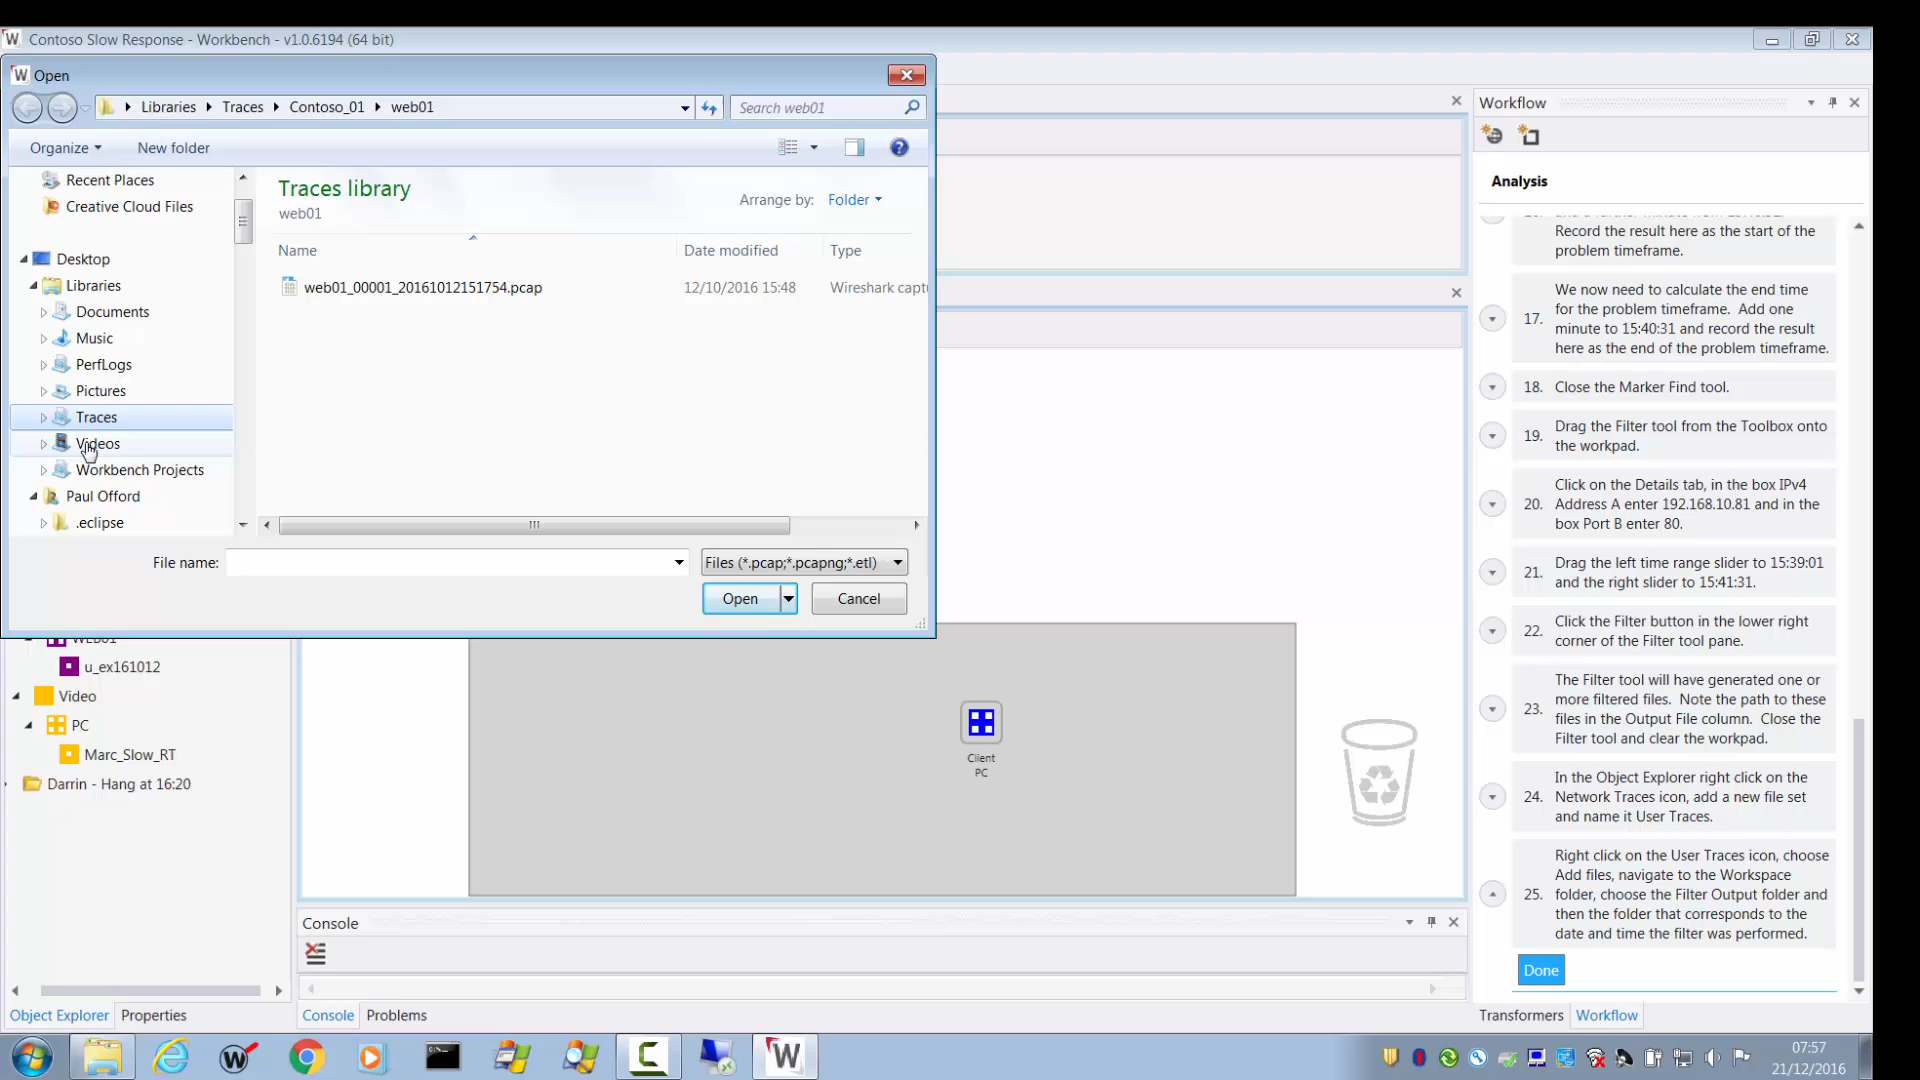 Contoso Slow Response - Workbench - v1.0.6194 (64 bit)
Open
Libraries
Traces
Contoso_01
web01
Search web01
Organize
New folder
Recent Places
Creative Cloud Files
Desktop
Libraries
Documents
Music
PerfLogs
Pictures
Traces
Videos
Workbench Projects
Paul Offord
.eclipse
Traces library
web01
Arrange by: Folder
Name
Date modified
Type
web01_00001_20161012151754.pcap
12/10/2016 15:48
Wireshark captu
File name:
Files (*.pcap;*.pcapng;*.etl)
Open
Cancel
WEB01
u_ex161012
Video
PC
Marc_Slow_RT
Darrin - Hang at 16:20
Object Explorer
Properties
Client
PC
Console
Console
Problems
Workflow
Analysis
Record the result here as the start of the
problem timeframe.
17. We now need to calculate the end time
for the problem timeframe. Add one
minute to 15:40:31 and record the result
here as the end of the problem timeframe.
18. Close the Marker Find tool.
19. Drag the Filter tool from the Toolbox onto
the workpad.
20. Click on the Details tab, in the box IPv4
Address A enter 192.168.10.81 and in the
box Port B enter 80.
21. Drag the left time range slider to 15:39:01
and the right slider to 15:41:31.
22. Click the Filter button in the lower right
corner of the Filter tool pane.
23. The Filter tool will have generated one or
more filtered files. Note the path to these
files in the Output File column. Close the
Filter tool and clear the workpad.
24. In the Object Explorer right click on the
Network Traces icon, add a new file set
and name it User Traces.
25. Right click on the User Traces icon, choose
Add files, navigate to the Workspace
folder, choose the Filter Output folder and
then the folder that corresponds to the
date and time the filter was performed.
Done
Transformers
Workflow
07:57
21/12/2016